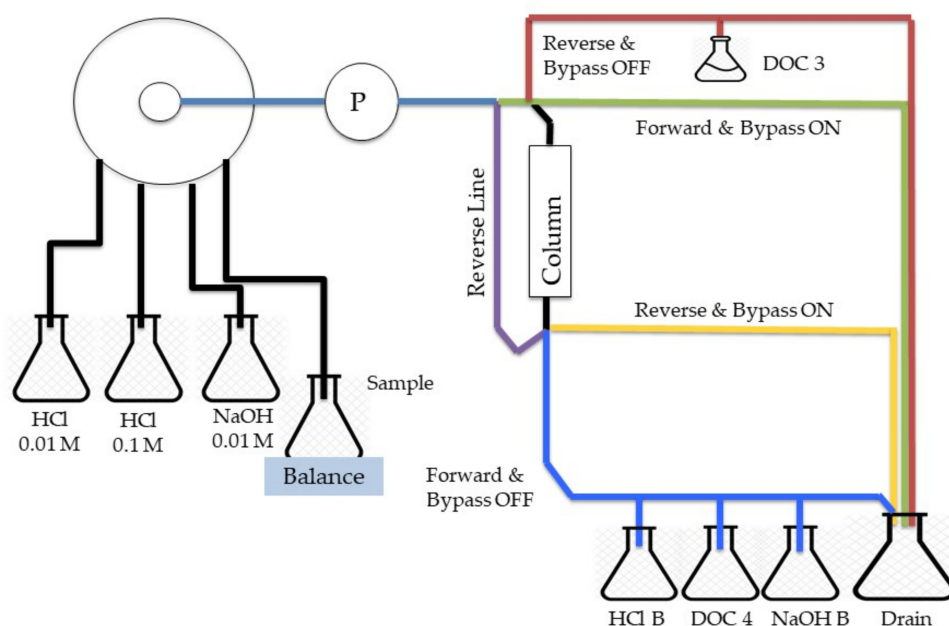 Reverse &
Bypass OFF
DOC 3
P
Forward & Bypass ON
Reverse Line
Column
Reverse & Bypass ON
HCl
0.01 M
HCl
0.1 M
NaOH
0.01 M
Sample
Balance
Forward &
Bypass OFF
HCl B
DOC 4
NaOH B
Drain